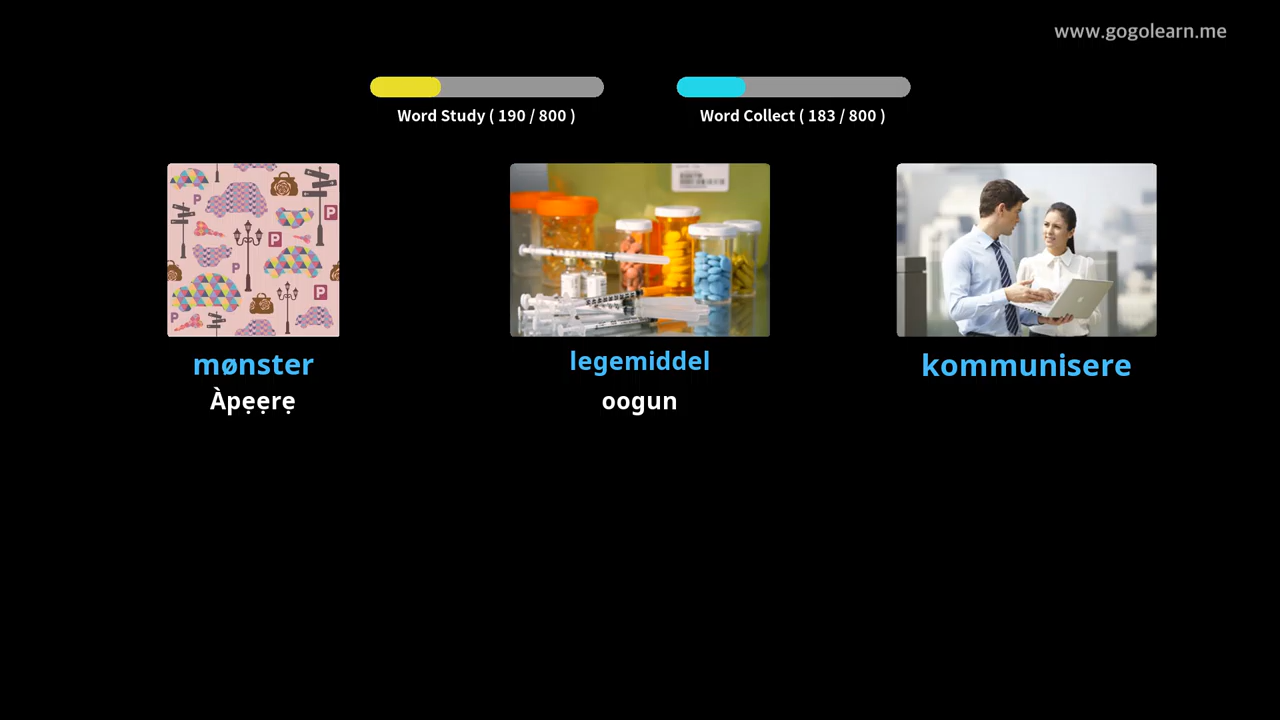 www.gogolearn.me
Word Study ( 190 / 800 )
Word Collect ( 183 / 800 )
P
P
P
P
P
P
mønster
legemiddel
kommunisere
Àpẹẹrẹ
oogun